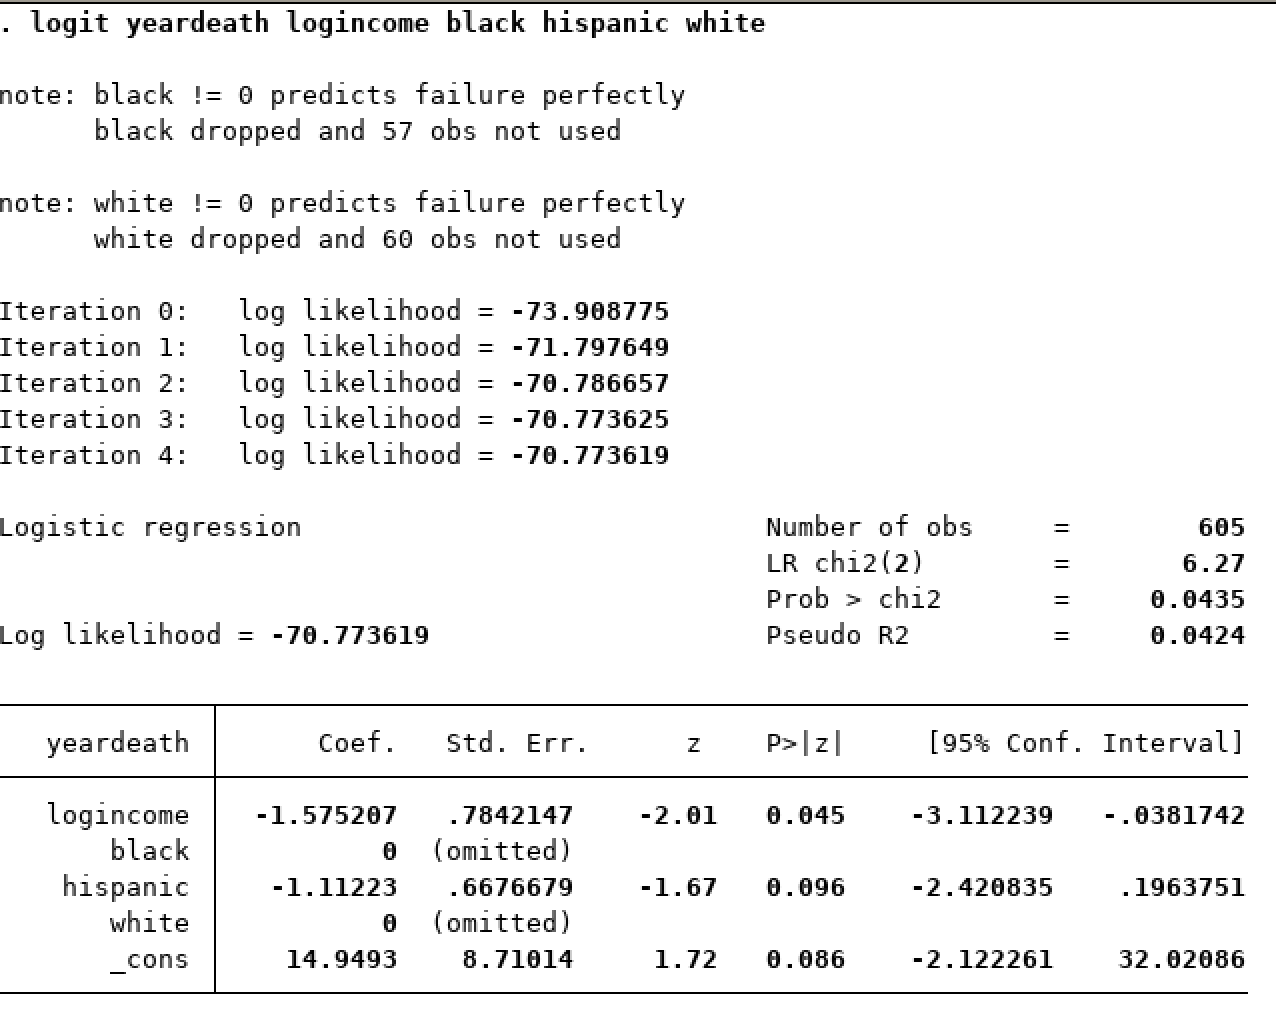 . logit yeardeath logincome black hispanic white
note: black != 0 predicts failure perfectly
black dropped and 57 obs not used
note: white != 0 predicts failure perfectly
white dropped and 60 obs not used
Iteration 0: log likelihood = -73.908775
Iteration 1: log likelihood = -71.797649
Iteration 2: log likelihood = -70.786657
Iteration 3: log likelihood = -70.773625
Iteration 4: log likelihood = -70.773619
Logistic regression Number of obs = 605
LR chi2(2) = 6.27
Prob > chi2 = 0.0435
Log likelihood = -70.773619 Pseudo R2 = 0.0424
yeardeath Coef. Std. Err. z P>|z| [95% Conf. Interval]
logincome -1.575207 .7842147 -2.01 0.045 -3.112239 -.0381742
black 0 (omitted)
hispanic -1.11223 .6676679 -1.67 0.096 -2.420835 .1963751
white 0 (omitted)
_cons 14.9493 8.71014 1.72 0.086 -2.122261 32.02086